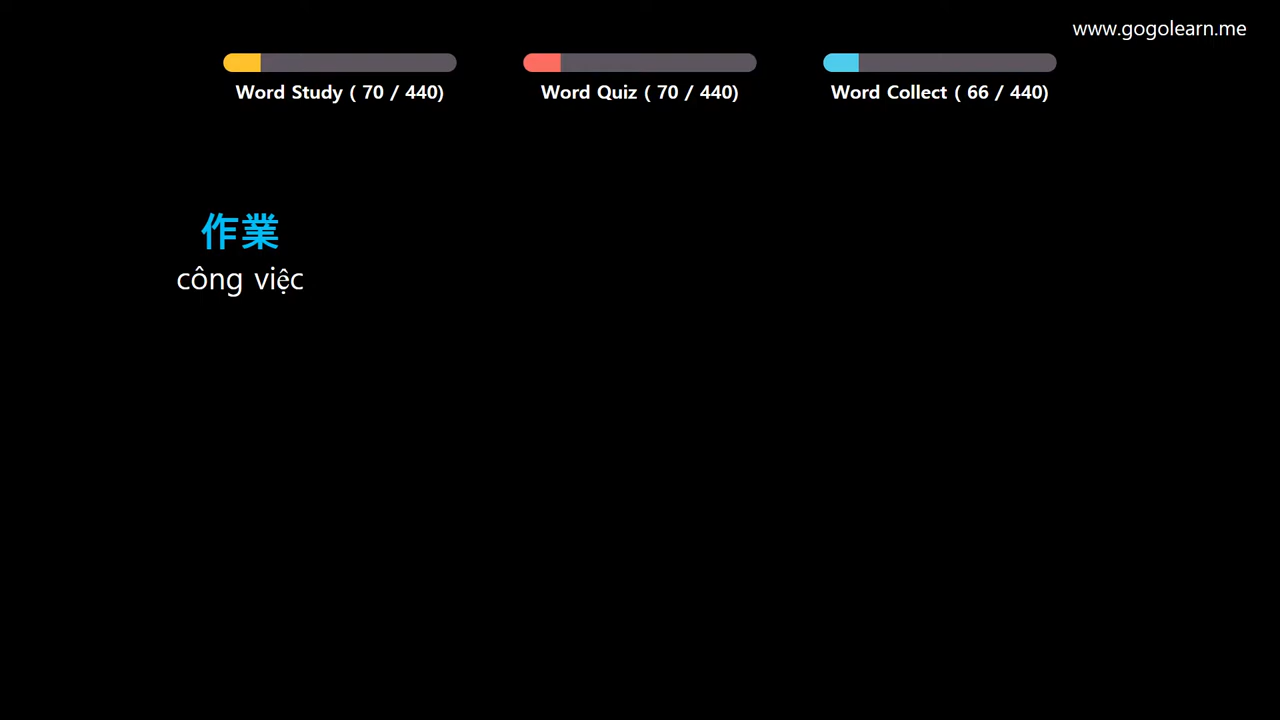 www.gogolearn.me
Word Study ( 70 / 440)
Word Quiz ( 70 / 440)
Word Collect ( 66 / 440)
作業
công việc